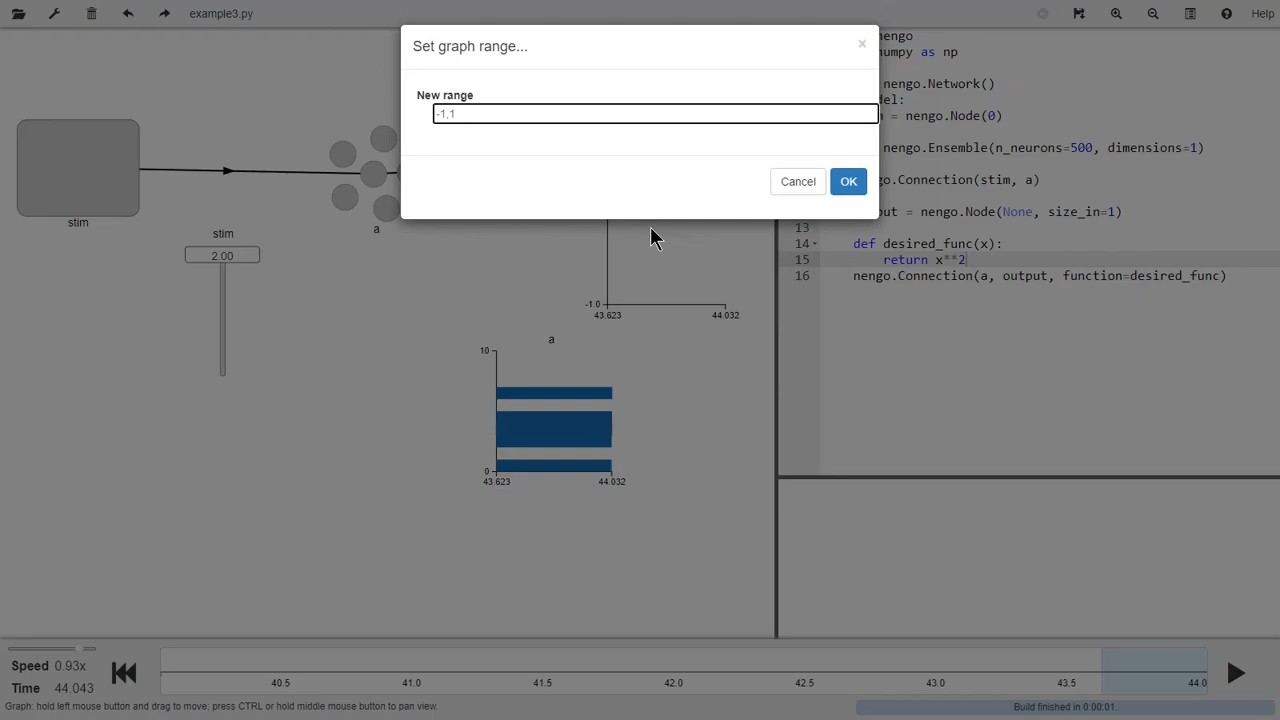 example3.py
Help
Set graph range...
×
New range
-1,1
Cancel
OK
nengo
numpy as np
nengo.Network()
del:
= nengo.Node(0)
nengo.Ensemble(n_neurons=500, dimensions=1)
go.Connection(stim, a)
put = nengo.Node(None, size_in=1)
13
14 def desired_func(x):
15 return x**2
16 nengo.Connection(a, output, function=desired_func)
stim
a
stim
2.00
-1.0
43.623
44.032
a
10
0
43.623
44.032
Speed 0.93x
Time 44.043
40.5 41.0 41.5 42.0 42.5 43.0 43.5 44.0
Graph: hold left mouse button and drag to move; press CTRL or hold middle mouse button to pan view.
Build finished in 0:00:01.